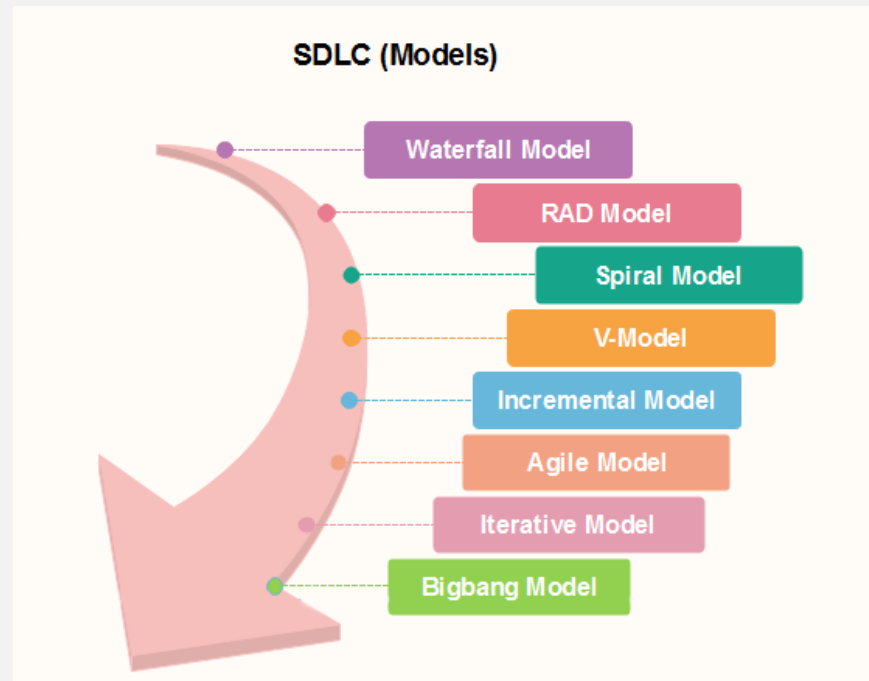 SDLC (Models)
Waterfall Model
RAD Model
Spiral Model
V-Model
Incremental Model
Agile Model
Iterative Model
Bigbang Model